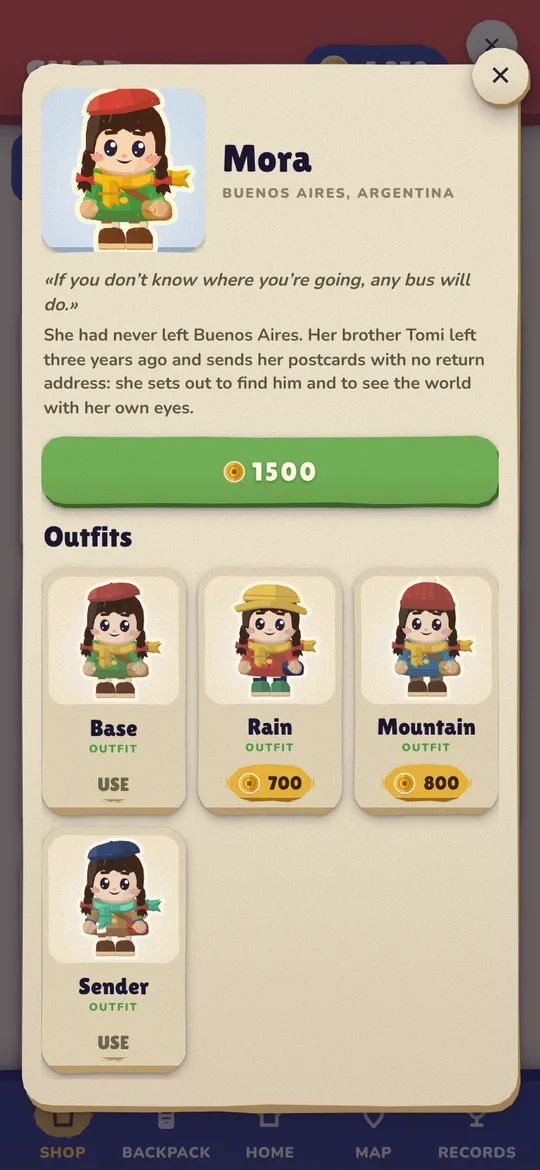 Mora
BUENOS AIRES, ARGENTINA
«If you don't know where you're going, any bus will
do.»
She had never left Buenos Aires. Her brother Tomi left
three years ago and sends her postcards with no return
address: she sets out to find him and to see the world
with her own eyes.
1500
Outfits
Base
OUTFIT
USE
Rain
OUTFIT
700
Mountain
OUTFIT
800
Sender
OUTFIT
USE
SHOP
BACKPACK
HOME
MAP
RECORDS